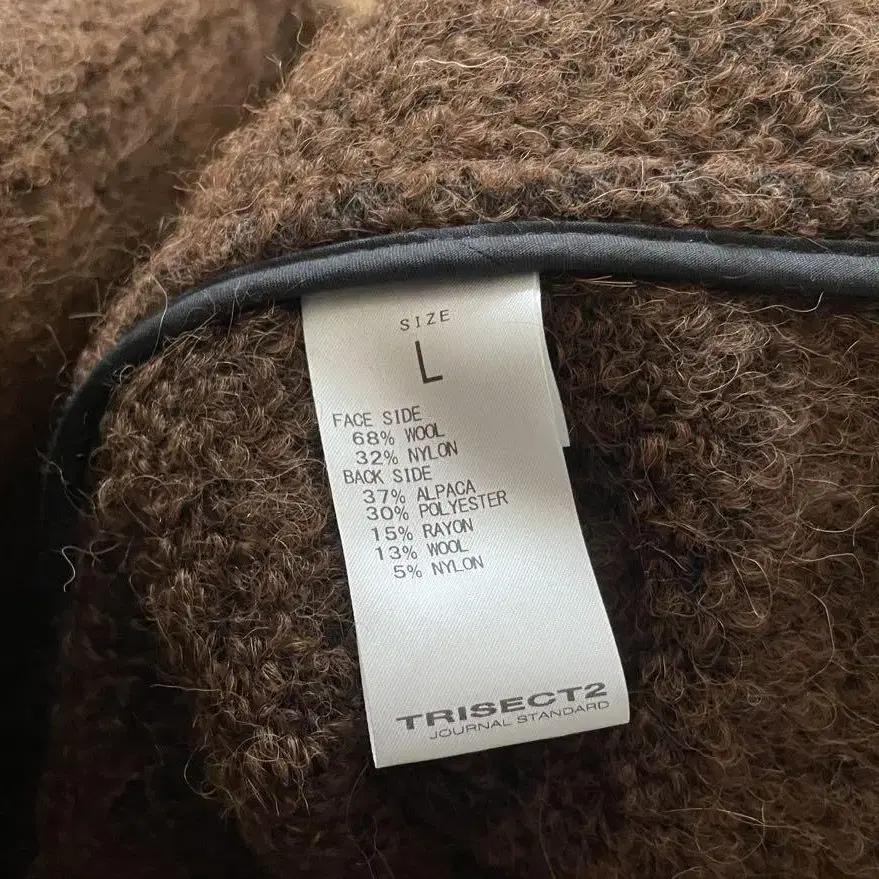 SIZE
L
FACE SIDE
68% WOOL
32% NYLON
BACK SIDE
37% ALPACA
30% POLYESTER
15% RAYON
13% WOOL
5% NYLON
TRISECT2
JOURNAL STANDARD